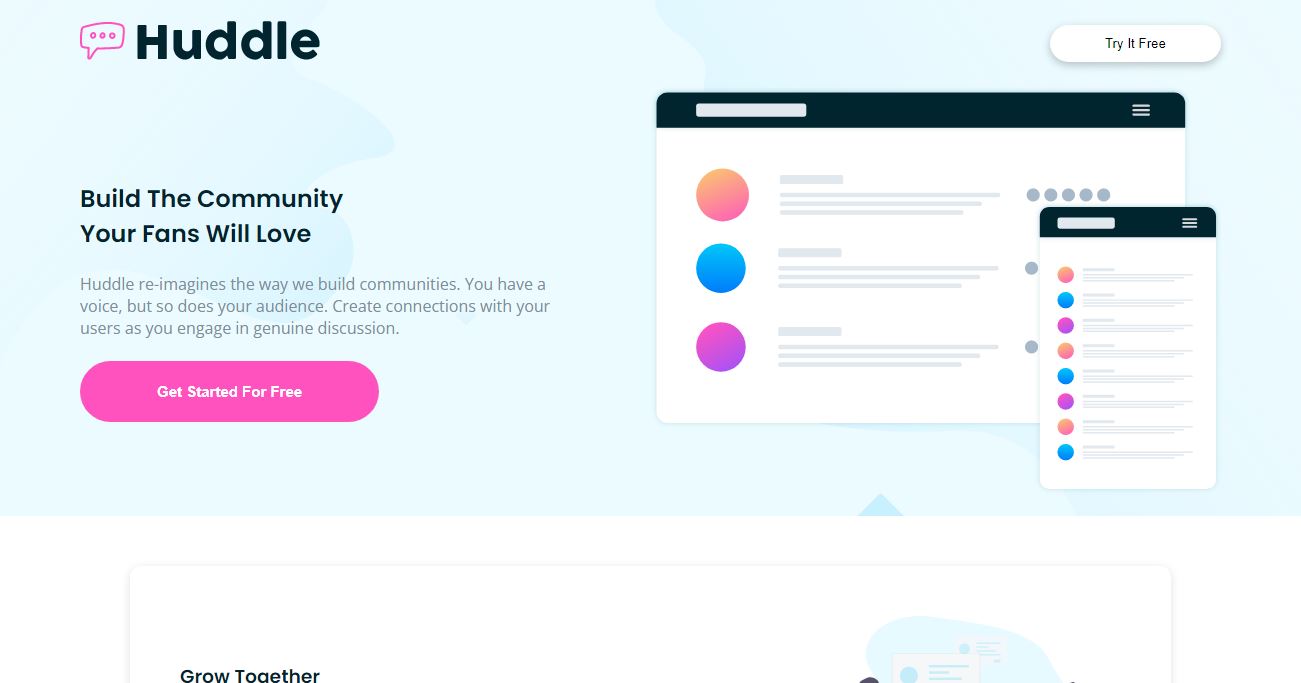 Huddle
Try It Free
Build The Community
Your Fans Will Love
Huddle re-imagines the way we build communities. You have a
voice, but so does your audience. Create connections with your
users as you engage in genuine discussion.
Get Started For Free
Grow Together